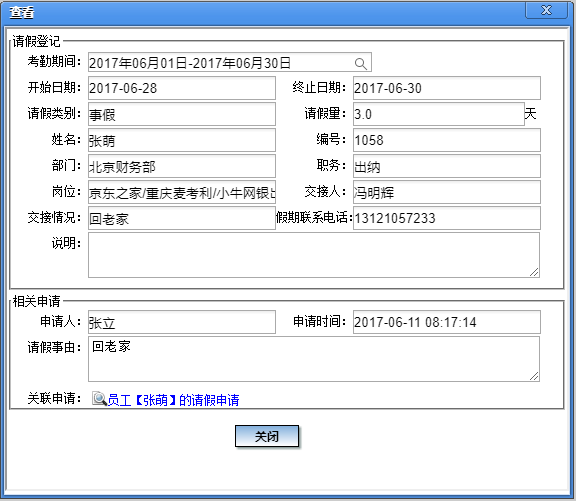 查看
请假登记
考勤期间: 2017年06月01日-2017年06月30日
开始日期: 2017-06-28 终止日期: 2017-06-30
请假类别: 事假 请假量: 3.0 天
姓名: 张萌 编号: 1058
部门: 北京财务部 职务: 出纳
岗位: 京东之家/重庆麦考利/小牛网银出 交接人: 冯明辉
交接情况: 回老家 假期联系电话: 13121057233
说明:
相关申请
申请人: 张立 申请时间: 2017-06-11 08:17:14
请假事由: 回老家
关联申请: 员工【张萌】的请假申请
关闭